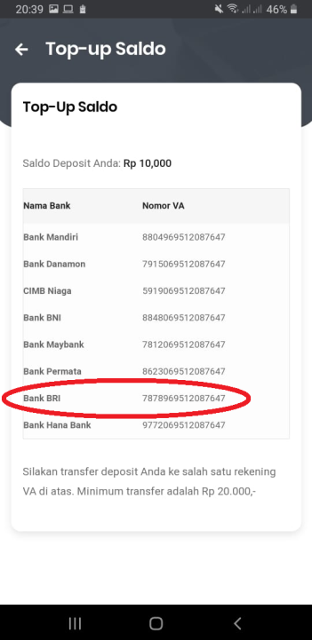 20:39 46%
Top-up Saldo
Top-Up Saldo
Saldo Deposit Anda: Rp 10,000
Nama Bank Nomor VA
Bank Mandiri 8804969512087647
Bank Danamon 7915069512087647
CIMB Niaga 5919069512087647
Bank BNI 8848069512087647
Bank Maybank 7812069512087647
Bank Permata 8623069512087647
Bank BRI 7878969512087647
Bank Hana Bank 9772069512087647
Silakan transfer deposit Anda ke salah satu rekening
VA di atas. Minimum transfer adalah Rp 20.000,-